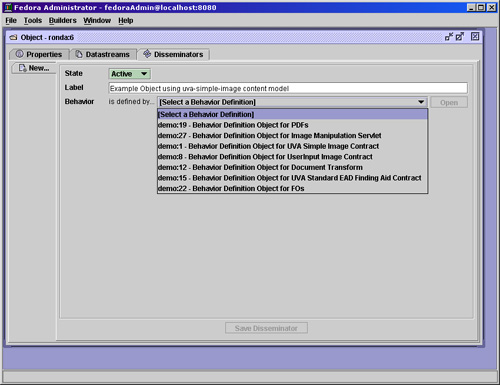 Fedora Administrator - fedoraAdmin@localhost:8080
File Tools Builders Window Help
Object - ronda:6
Properties Datastreams Disseminators
New...
State Active
Label Example Object using uva-simple-image content model
Behavior is defined by... [Select a Behavior Definition] Open
[Select a Behavior Definition]
demo:19 - Behavior Definition Object for PDFs
demo:27 - Behavior Definition Object for Image Manipulation Servlet
demo:1 - Behavior Definition Object for UVA Simple Image Contract
demo:8 - Behavior Definition Object for UserInput Image Contract
demo:12 - Behavior Definition Object for Document Transform
demo:15 - Behavior Definition Object for UVA Standard EAD Finding Aid Contract
demo:22 - Behavior Definition Object for FOs
Save Disseminator